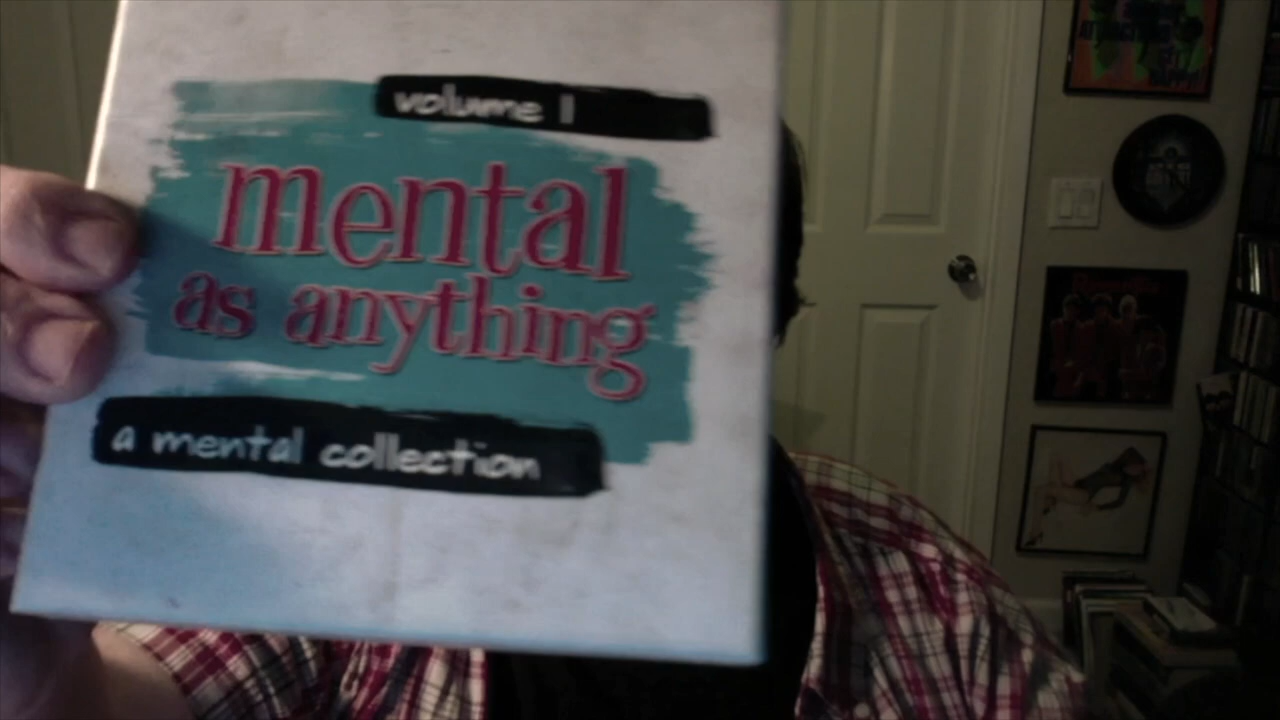 volume 1
mental
as anything
a mental collection